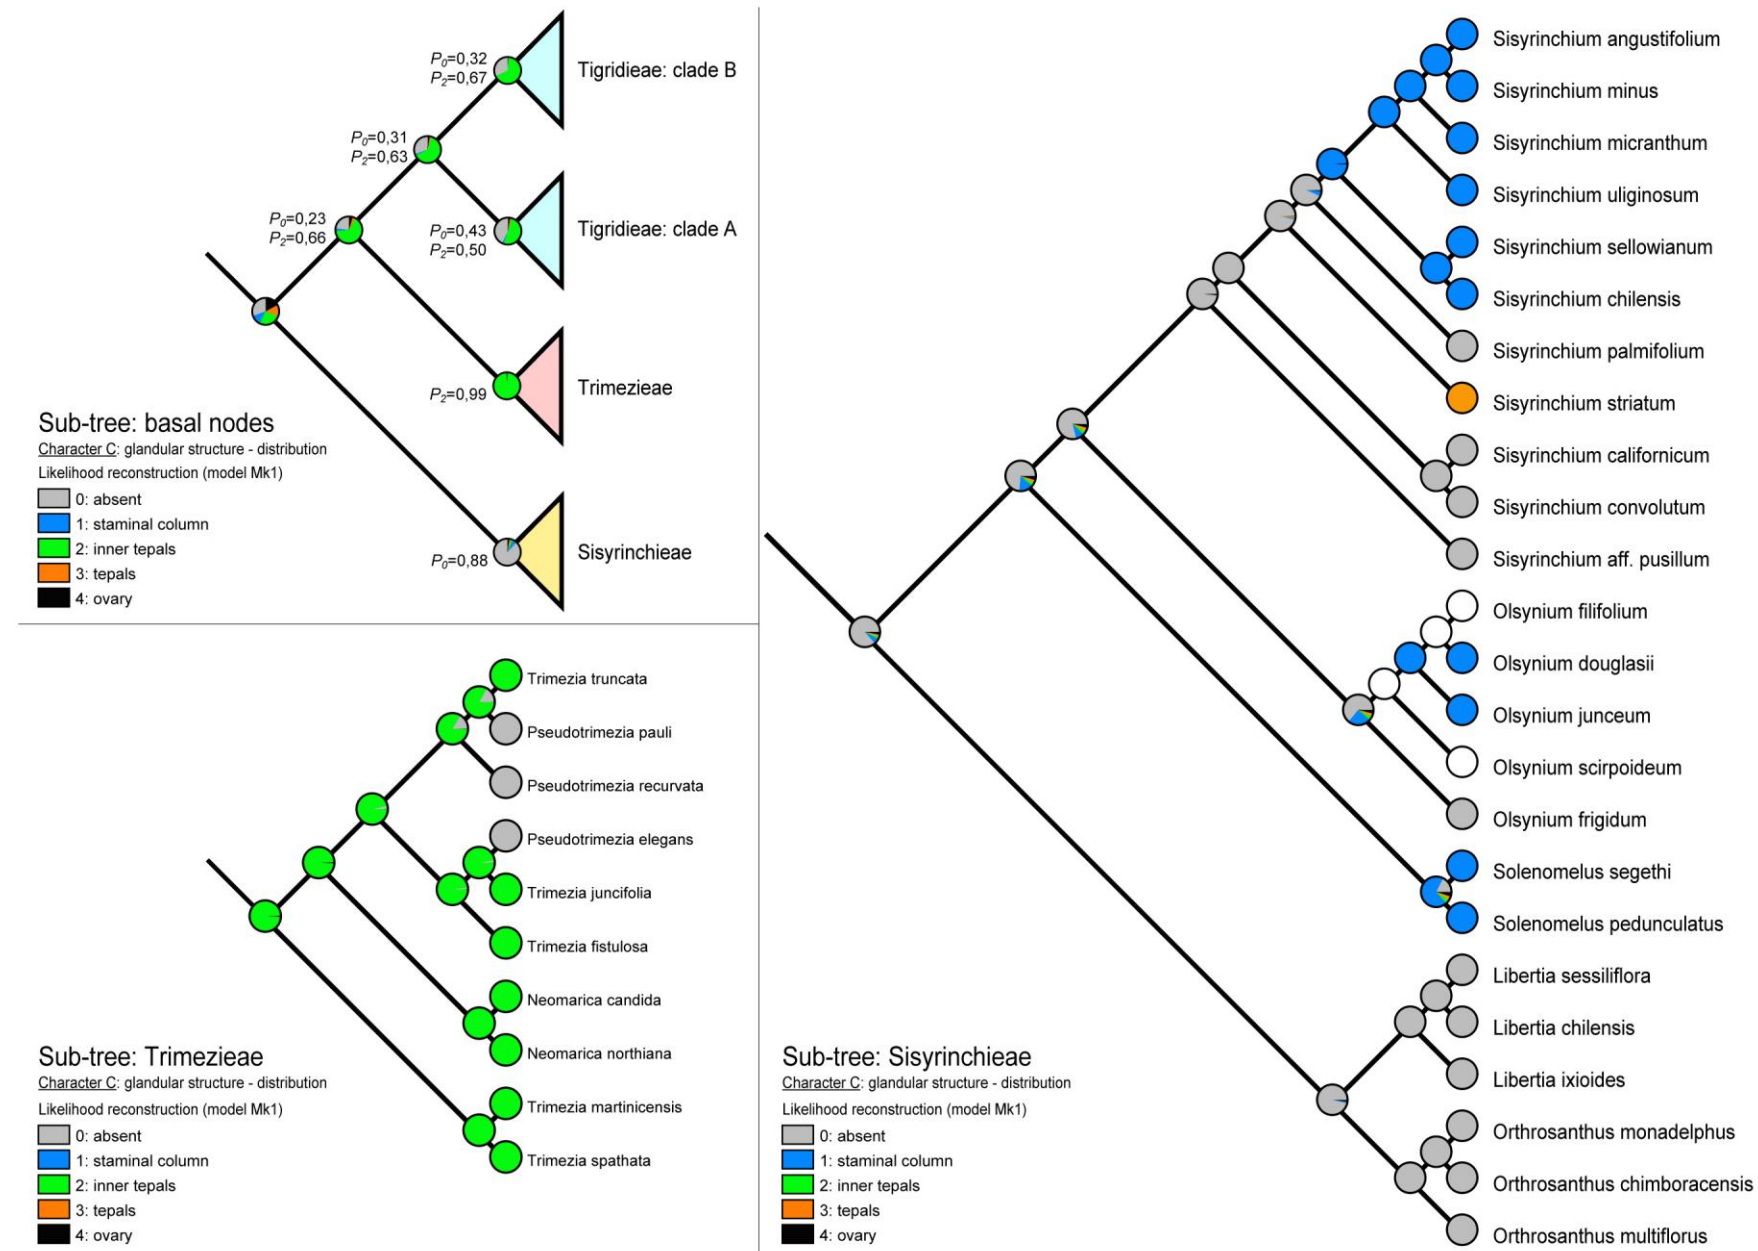 P0=0,32
P2=0,67
Tigridieae: clade B
P0=0,31
P2=0,63
P0=0,23
P2=0,66
P0=0,43
P2=0,50
Tigridieae: clade A
P2=0,99
Trimezieae
P0=0,88
Sisyrinchieae
Sub-tree: basal nodes
Character C: glandular structure - distribution
Likelihood reconstruction (model Mk1)
0: absent
1: staminal column
2: inner tepals
3: tepals
4: ovary
Trimezia truncata
Pseudotrimezia pauli
Pseudotrimezia recurvata
Pseudotrimezia elegans
Trimezia juncifolia
Trimezia fistulosa
Neomarica candida
Neomarica northiana
Trimezia martinicensis
Trimezia spathata
Sub-tree: Trimezieae
Character C: glandular structure - distribution
Likelihood reconstruction (model Mk1)
0: absent
1: staminal column
2: inner tepals
3: tepals
4: ovary
Sisyrinchium angustifolium
Sisyrinchium minus
Sisyrinchium micranthum
Sisyrinchium uliginosum
Sisyrinchium sellowianum
Sisyrinchium chilensis
Sisyrinchium palmifolium
Sisyrinchium striatum
Sisyrinchium californicum
Sisyrinchium convolutum
Sisyrinchium aff. pusillum
Olsynium filifolium
Olsynium douglasii
Olsynium junceum
Olsynium scirpoideum
Olsynium frigidum
Solenomelus segethi
Solenomelus pedunculatus
Libertia sessiliflora
Libertia chilensis
Libertia ixioides
Orthrosanthus monadelphus
Orthrosanthus chimboracensis
Orthrosanthus multiflorus
Sub-tree: Sisyrinchieae
Character C: glandular structure - distribution
Likelihood reconstruction (model Mk1)
0: absent
1: staminal column
2: inner tepals
3: tepals
4: ovary